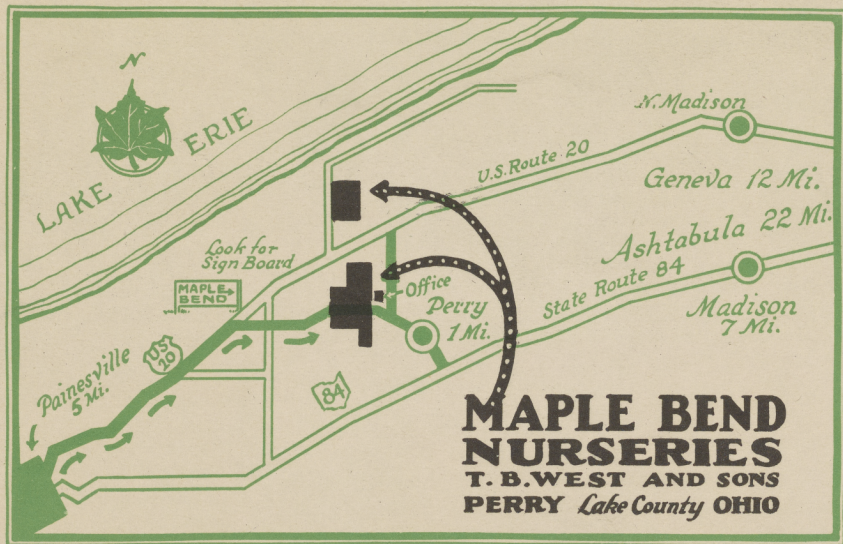 N
LAKE ERIE
N. Madison
U.S. Route 20
Geneva 12 Mi.
Ashtabula 22 Mi.
State Route 84
Madison
7 Mi.
Look for
Sign Board
MAPLE
BEND
Office
Perry
1 Mi.
U.S.
20
Painesville
5 Mi.
84
MAPLE BEND
NURSERIES
T. B. WEST AND SONS
PERRY Lake County OHIO